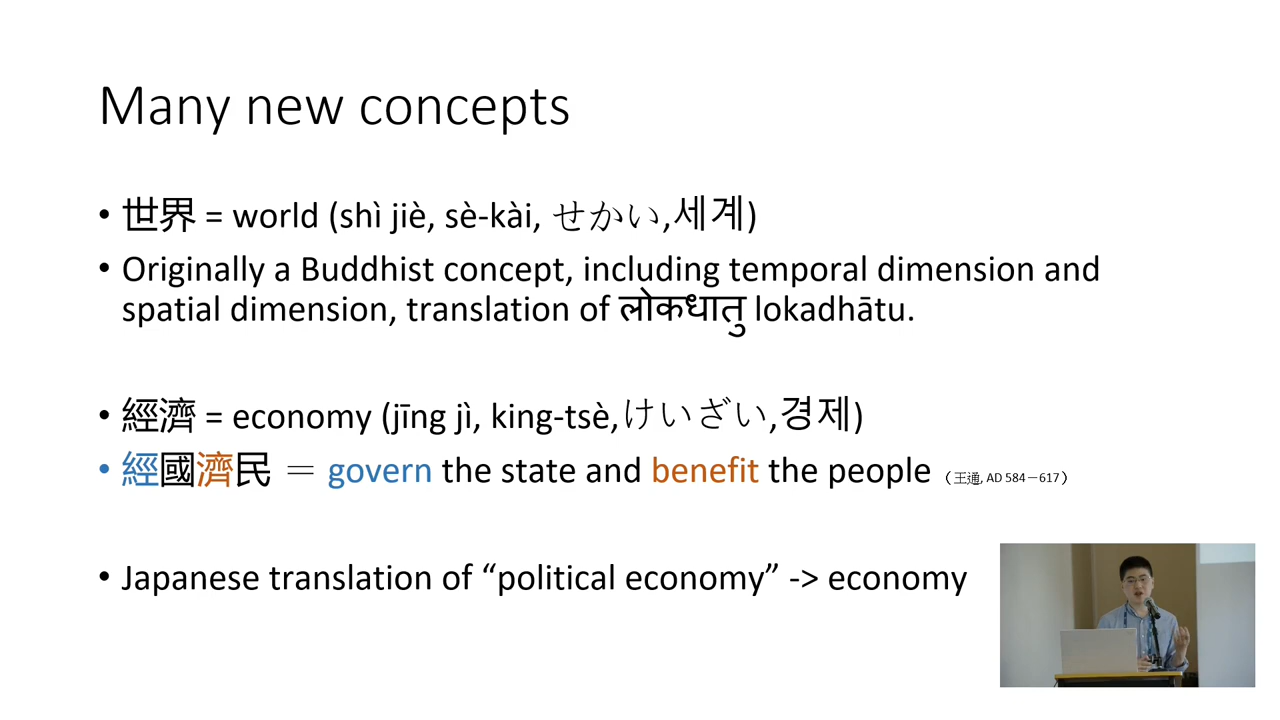 Many new concepts
• 世界 = world (shì jiè, sè-kài, せかい,세계)
• Originally a Buddhist concept, including temporal dimension and
spatial dimension, translation of लोकधातु lokadhātu.
• 經濟 = economy (jīng jì, king-tsè,けいざい,경제)
• 經國濟民 ＝ govern the state and benefit the people （王通, AD 584－617）
• Japanese translation of “political economy” -> economy